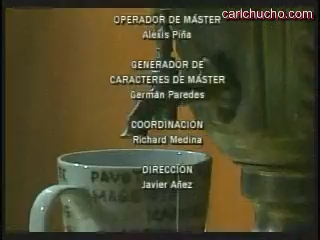 carlchucho.com
OPERADOR DE MÁSTER
Alexis Piña
GENERADOR DE
CARACTERES DE MÁSTER
Germán Paredes
COORDINACIÓN
Richard Medina
DIRECCIÓN
Javier Añez